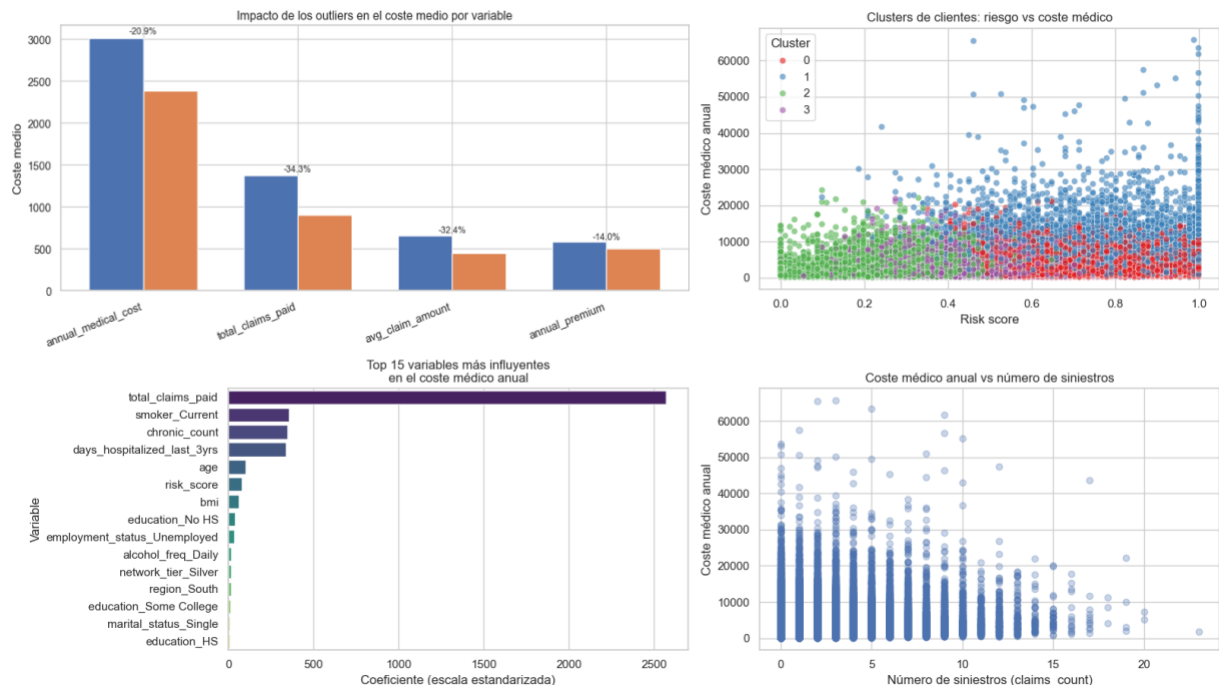 Impacto de los outliers en el coste medio por variable
-20.9%
-34.3%
-32.4%
-14.0%
3000
2500
2000
1500
1000
500
0
Coste medio
annual_medical_cost
total_claims_paid
avg_claim_amount
annual_premium
Clusters de clientes: riesgo vs coste médico
Cluster
0
1
2
3
60000
50000
40000
30000
20000
10000
0
Coste médico anual
0.0 0.2 0.4 0.6 0.8 1.0
Risk score
Top 15 variables más influyentes
en el coste médico anual
Variable
total_claims_paid
smoker_Current
chronic_count
days_hospitalized_last_3yrs
age
risk_score
bmi
education_No HS
employment_status_Unemployed
alcohol_freq_Daily
network_tier_Silver
region_South
education_Some College
marital_status_Single
education_HS
0 500 1000 1500 2000 2500
Coeficiente (escala estandarizada)
Coste médico anual vs número de siniestros
60000
50000
40000
30000
20000
10000
0
Coste médico anual
0 5 10 15 20
Número de siniestros (claims_count)